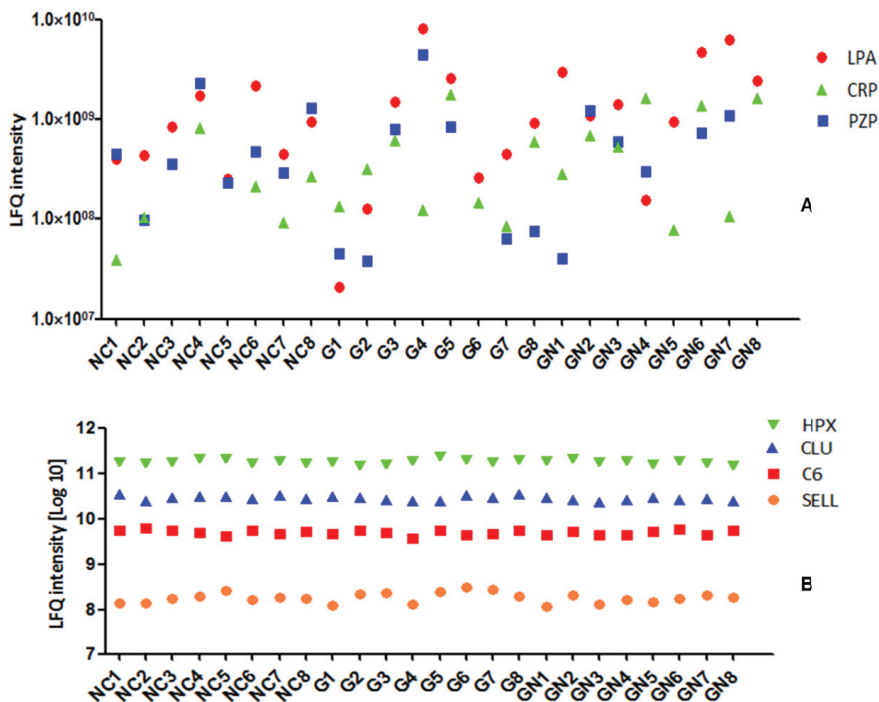 1.0×10¹⁰
1.0×10⁰⁹
1.0×10⁰⁸
1.0×10⁰⁷
LFQ intensity
LPA
CRP
PZP
A
NC1 NC2 NC3 NC4 NC5 NC6 NC7 NC8 G1 G2 G3 G4 G5 G6 G7 G8 GN1 GN2 GN3 GN4 GN5 GN6 GN7 GN8
12
11
10
9
8
7
LFQ intensity [Log 10]
HPX
CLU
C6
SELL
B
NC1 NC2 NC3 NC4 NC5 NC6 NC7 NC8 G1 G2 G3 G4 G5 G6 G7 G8 GN1 GN2 GN3 GN4 GN5 GN6 GN7 GN8